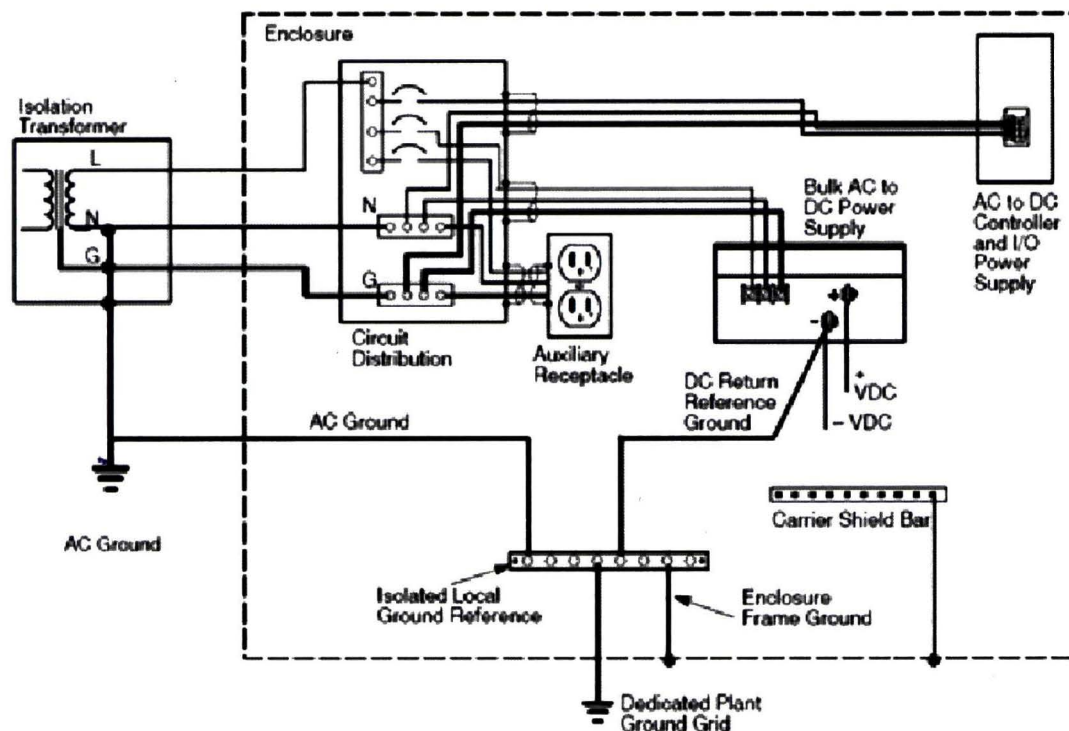 Enclosure
Isolation
Transformer
L
N
G
N
G
Circuit
Distribution
Auxiliary
Receptacle
Bulk AC to
DC Power
Supply
AC to DC
Controller
and I/O
Power
Supply
+
-
DC Return
Reference
Ground
+
VDC
– VDC
AC Ground
AC Ground
Carrier Shield Bar
Isolated Local
Ground Reference
Enclosure
Frame Ground
Dedicated Plant
Ground Grid